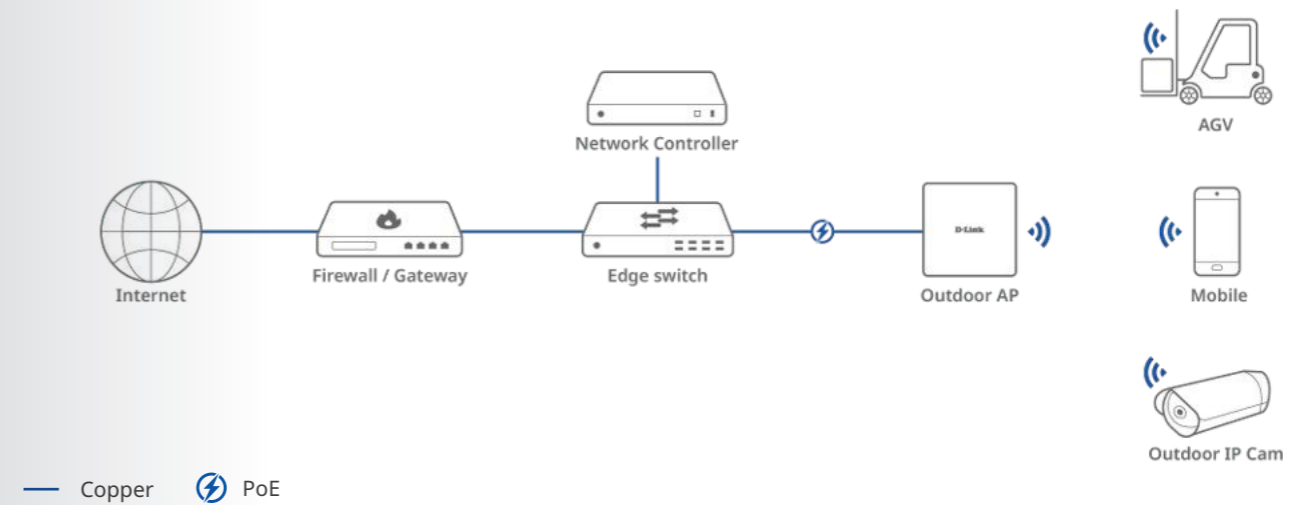 AGV
Network Controller
D-Link
Internet
Firewall / Gateway
Edge switch
Outdoor AP
Mobile
Outdoor IP Cam
Copper
PoE